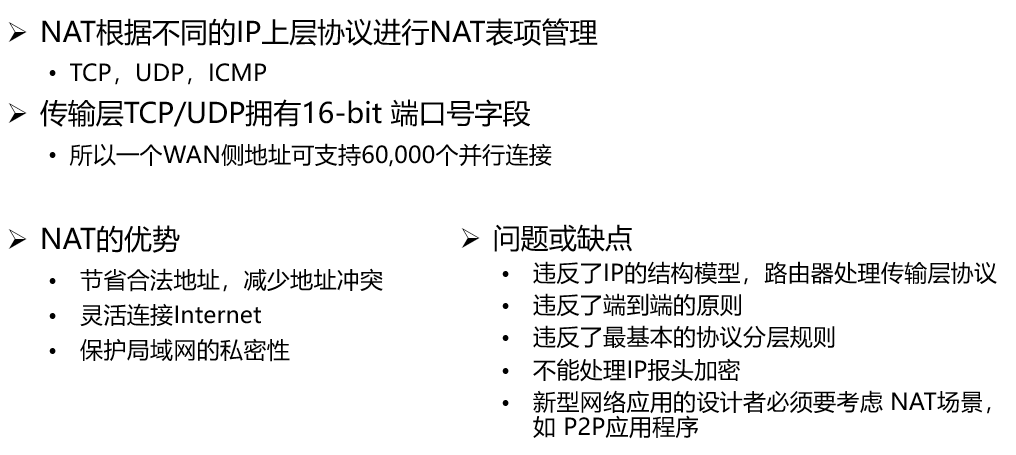 ➢ NAT根据不同的IP上层协议进行NAT表项管理
• TCP，UDP，ICMP
➢ 传输层TCP/UDP拥有16-bit 端口号字段
• 所以一个WAN侧地址可支持60,000个并行连接
➢ NAT的优势
• 节省合法地址，减少地址冲突
• 灵活连接Internet
• 保护局域网的私密性
➢ 问题或缺点
• 违反了IP的结构模型，路由器处理传输层协议
• 违反了端到端的原则
• 违反了最基本的协议分层规则
• 不能处理IP报头加密
• 新型网络应用的设计者必须要考虑 NAT场景，
如 P2P应用程序